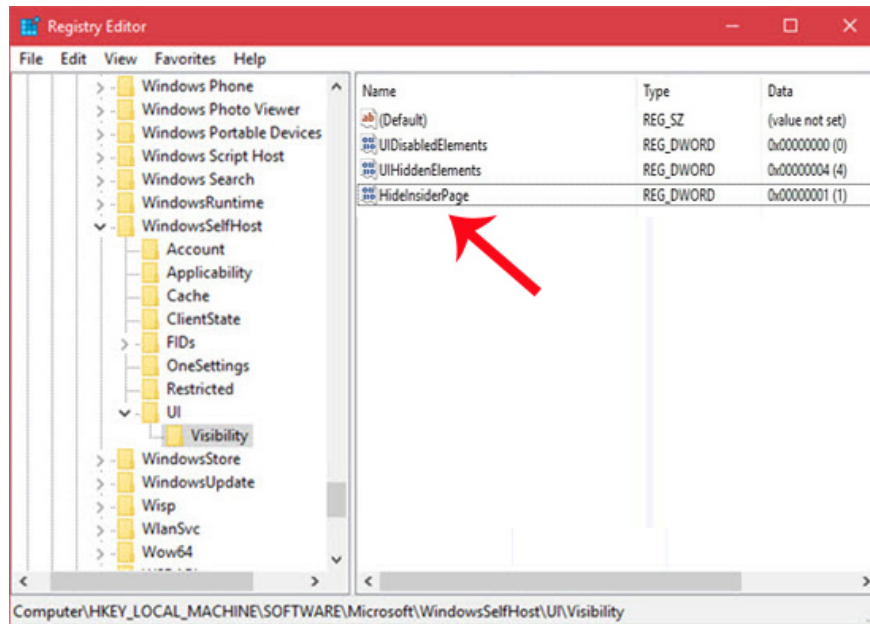 Registry Editor
File Edit View Favorites Help
Windows Phone
Windows Photo Viewer
Windows Portable Devices
Windows Script Host
Windows Search
WindowsRuntime
WindowsSelfHost
Account
Applicability
Cache
ClientState
FIDs
OneSettings
Restricted
UI
Visibility
WindowsStore
WindowsUpdate
Wisp
WlanSvc
Wow64
Name Type Data
(Default) REG_SZ (value not set)
UIDisabledElements REG_DWORD 0x00000000 (0)
UIHiddenElements REG_DWORD 0x00000004 (4)
HideInsiderPage REG_DWORD 0x00000001 (1)
Computer\HKEY_LOCAL_MACHINE\SOFTWARE\Microsoft\WindowsSelfHost\UI\Visibility